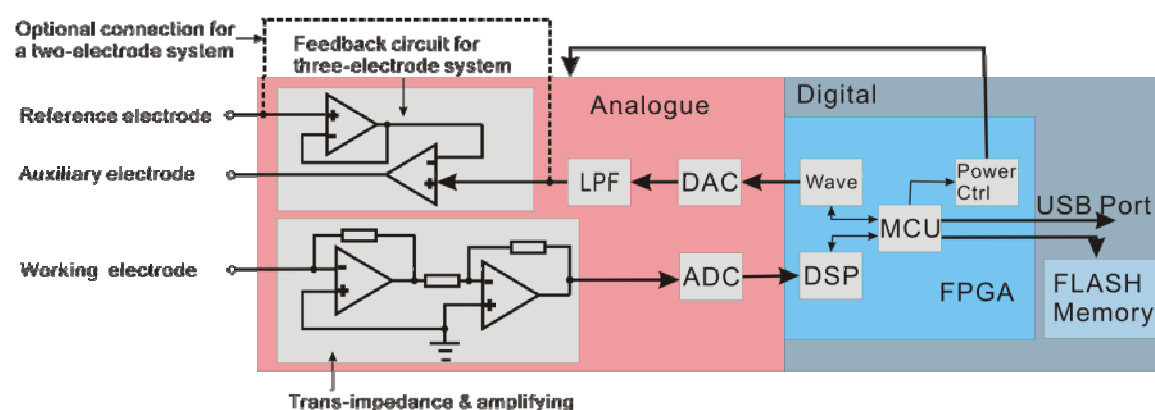 Optional connection for
a two-electrode system
Feedback circuit for
three-electrode system
Reference electrode
Auxiliary electrode
Working electrode
Analogue
Digital
LPF
DAC
Wave
Power
Ctrl
MCU
USB Port
ADC
DSP
FPGA
FLASH
Memory
Trans-impedance & amplifying